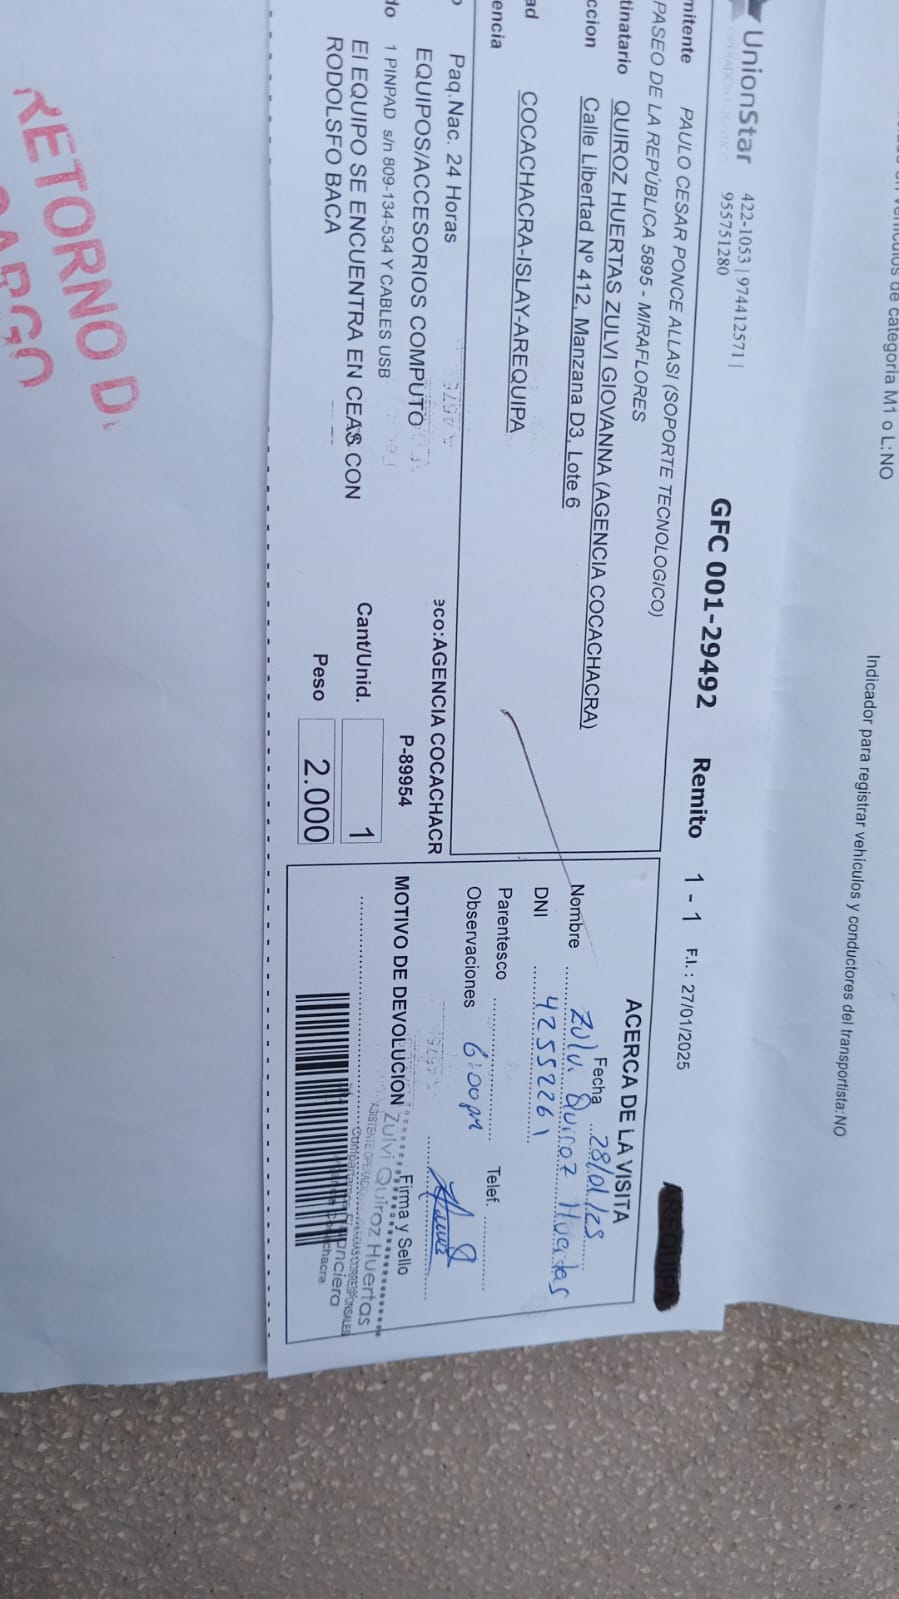 de categoria M1 o L:NO
Indicador para registrar vehiculos y conductores del transportista:NO
UnionStar
422-1053 | 974412571 |
955751280
GFC 001-29492 Remito 1 - 1 F.I.: 27/01/2025
mitente PAULO CESAR PONCE ALLASI (SOPORTE TECNOLOGICO)
PASEO DE LA REPÚBLICA 5895 - MIRAFLORES
tinatario QUIROZ HUERTAS ZULVI GIOVANNA (AGENCIA COCACHACRA)
ccion Calle Libertad Nº 412, Manzana D3, Lote 6
ad COCACHACRA-ISLAY-AREQUIPA
encia
Paq.Nac. 24 Horas
EQUIPOS/ACCESORIOS COMPUTO
eco:AGENCIA COCACHACR
do 1 PINPAD s/n 809-134-534 Y CABLES USB
P-89954
El EQUIPO SE ENCUENTRA EN CEAS CON
RODOLSFO BACA
Cant/Unid. 1
Peso 2.000
ACERCA DE LA VISITA
Fecha 28/01/25
Nombre Zulvi Quiroz Huertas
DNI 42552261
Parentesco
Telef.
Observaciones 6:00pm
Firma y Sello
MOTIVO DE DEVOLUCION
Zulvi Quiroz Huertas
RETORNO D
CARGO